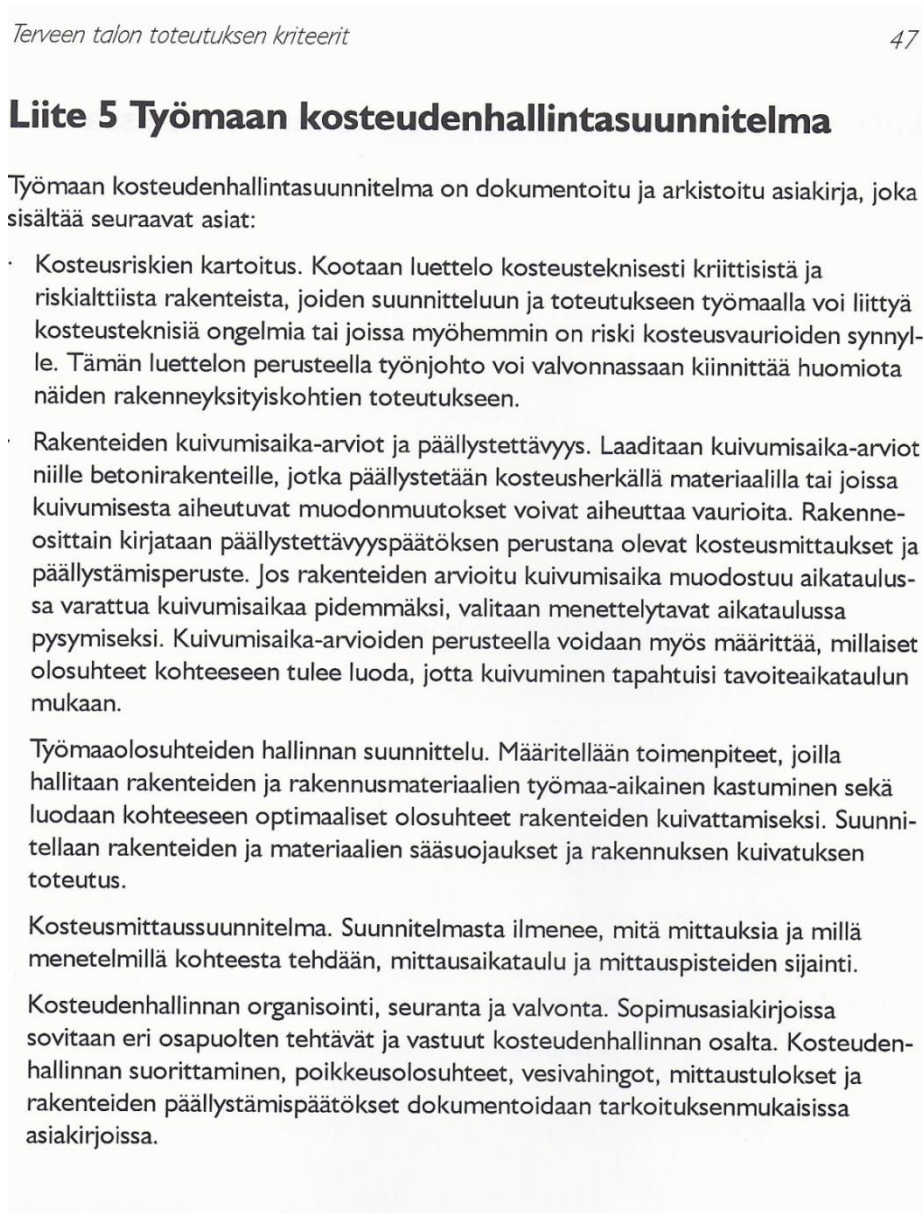 Terveen talon toteutuksen kriteerit 47
Liite 5 Työmaan kosteudenhallintasuunnitelma
Työmaan kosteudenhallintasuunnitelma on dokumentoitu ja arkistoitu asiakirja, joka
sisältää seuraavat asiat:
· Kosteusriskien kartoitus. Kootaan luettelo kosteusteknisesti kriittisistä ja
riskialttiista rakenteista, joiden suunnitteluun ja toteutukseen työmaalla voi liittyä
kosteusteknisiä ongelmia tai joissa myöhemmin on riski kosteusvaurioiden synnyl-
le. Tämän luettelon perusteella työnjohto voi valvonnassaan kiinnittää huomiota
näiden rakenneyksityiskohtien toteutukseen.
· Rakenteiden kuivumisaika-arviot ja päällystettävyys. Laaditaan kuivumisaika-arviot
niille betonirakenteille, jotka päällystetään kosteusherkällä materiaalilla tai joissa
kuivumisesta aiheutuvat muodonmuutokset voivat aiheuttaa vaurioita. Rakenne-
osittain kirjataan päällystettävyyspäätöksen perustana olevat kosteusmittaukset ja
päällystämisperuste. Jos rakenteiden arvioitu kuivumisaika muodostuu aikataulus-
sa varattua kuivumisaikaa pidemmäksi, valitaan menettelytavat aikataulussa
pysymiseksi. Kuivumisaika-arvioiden perusteella voidaan myös määrittää, millaiset
olosuhteet kohteeseen tulee luoda, jotta kuivuminen tapahtuisi tavoiteaikataulun
mukaan.
Työmaaolosuhteiden hallinnan suunnittelu. Määritellään toimenpiteet, joilla
hallitaan rakenteiden ja rakennusmateriaalien työmaa-aikainen kastuminen sekä
luodaan kohteeseen optimaaliset olosuhteet rakenteiden kuivattamiseksi. Suunni-
tellaan rakenteiden ja materiaalien sääsuojaukset ja rakennuksen kuivatuksen
toteutus.
Kosteusmittaussuunnitelma. Suunnitelmasta ilmenee, mitä mittauksia ja millä
menetelmillä kohteesta tehdään, mittausaikataulu ja mittauspisteiden sijainti.
Kosteudenhallinnan organisointi, seuranta ja valvonta. Sopimusasiakirjoissa
sovitaan eri osapuolten tehtävät ja vastuut kosteudenhallinnan osalta. Kosteuden-
hallinnan suorittaminen, poikkeusolosuhteet, vesivahingot, mittaustulokset ja
rakenteiden päällystämispäätökset dokumentoidaan tarkoituksenmukaisissa
asiakirjoissa.